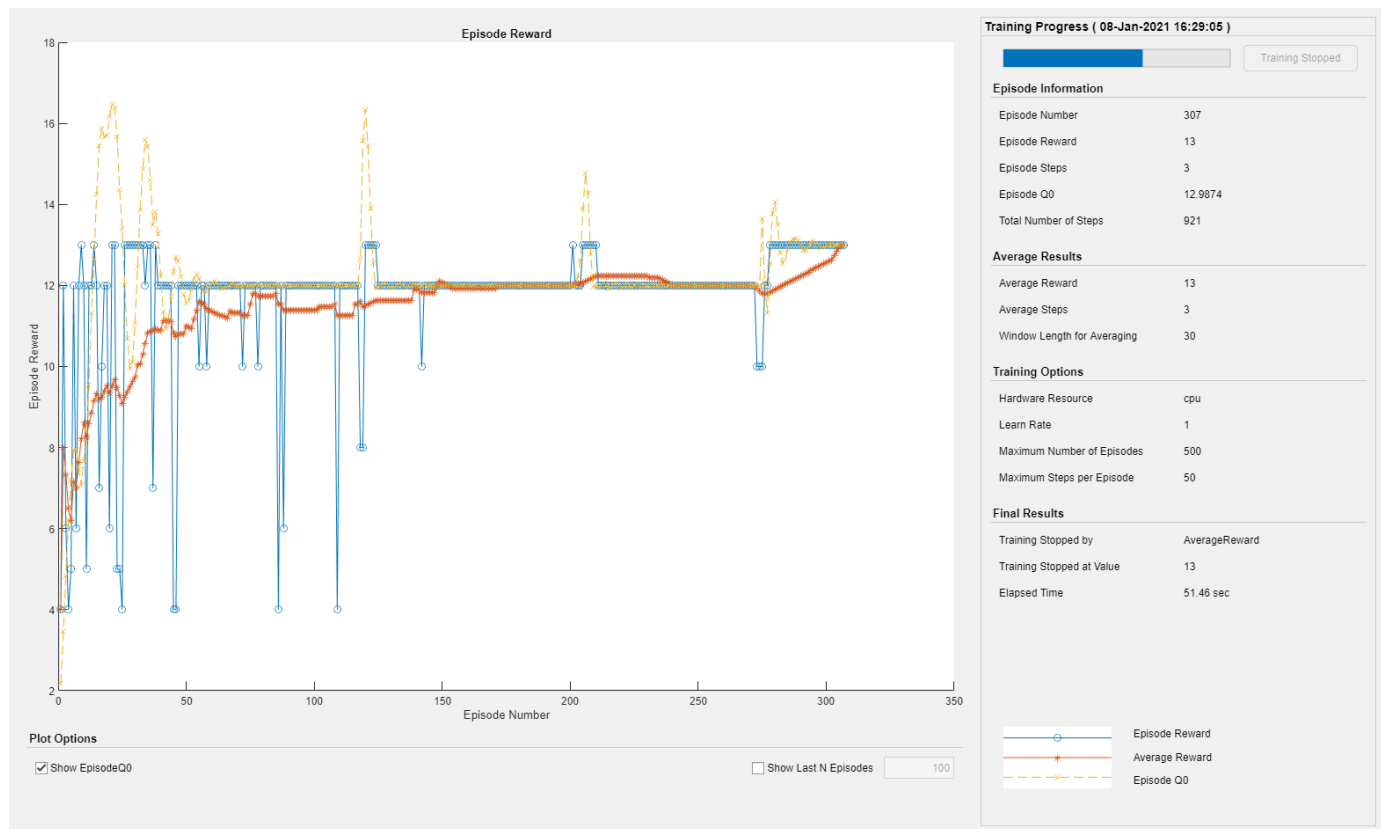 Episode Reward
18
16
14
12
10
8
6
4
2
Episode Reward
0
50
100
150
200
250
300
350
Episode Number
Plot Options
Show EpisodeQ0
Show Last N Episodes
100
Training Progress ( 08-Jan-2021 16:29:05 )
Training Stopped
Episode Information
Episode Number 307
Episode Reward 13
Episode Steps 3
Episode Q0 12.9874
Total Number of Steps 921
Average Results
Average Reward 13
Average Steps 3
Window Length for Averaging 30
Training Options
Hardware Resource cpu
Learn Rate 1
Maximum Number of Episodes 500
Maximum Steps per Episode 50
Final Results
Training Stopped by AverageReward
Training Stopped at Value 13
Elapsed Time 51.46 sec
Episode Reward
Average Reward
Episode Q0